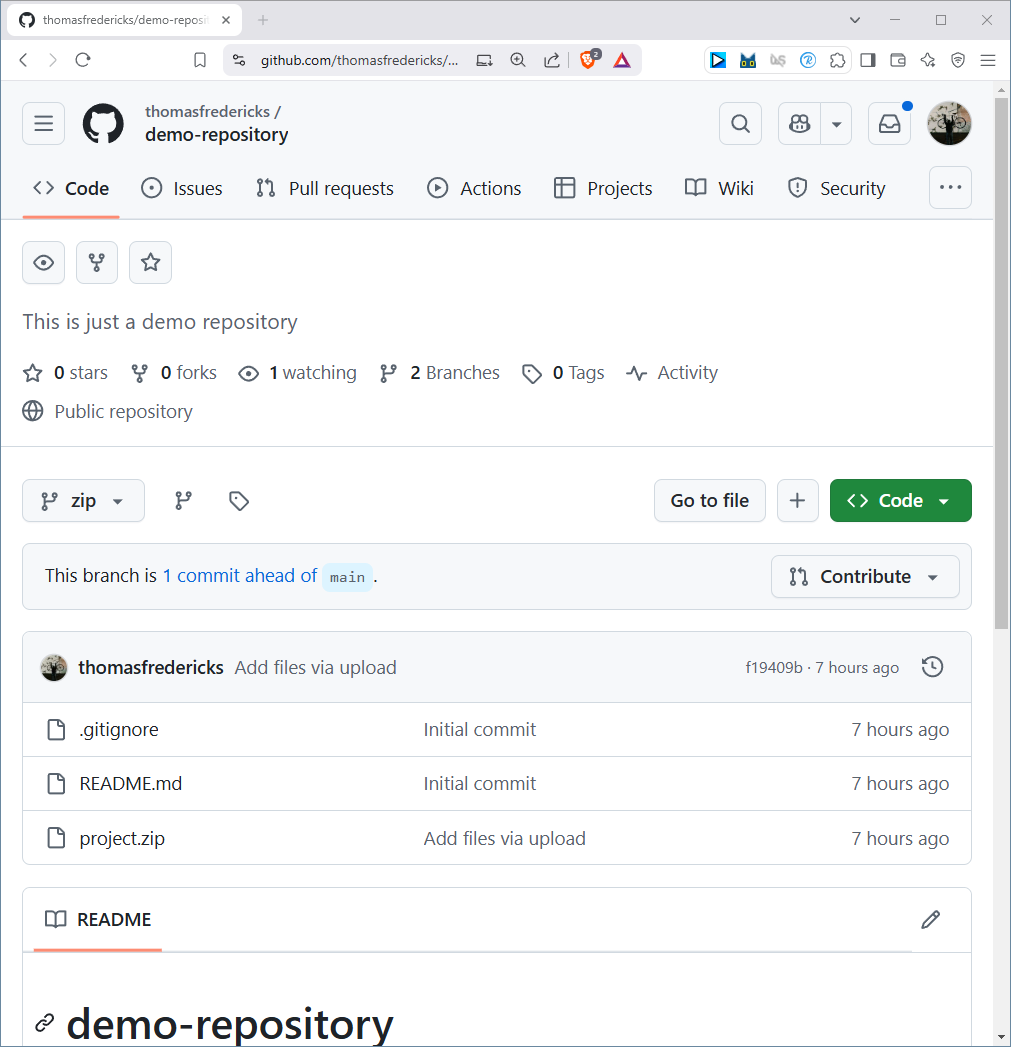 thomasfredericks/demo-reposi
github.com/thomasfredericks/...
2
thomasfredericks /
demo-repository
Code Issues Pull requests Actions Projects Wiki Security
This is just a demo repository
0 stars 0 forks 1 watching 2 Branches 0 Tags Activity
Public repository
zip Go to file Code
This branch is 1 commit ahead of main .
Contribute
thomasfredericks Add files via upload f19409b · 7 hours ago
.gitignore Initial commit 7 hours ago
README.md Initial commit 7 hours ago
project.zip Add files via upload 7 hours ago
README
demo-repository